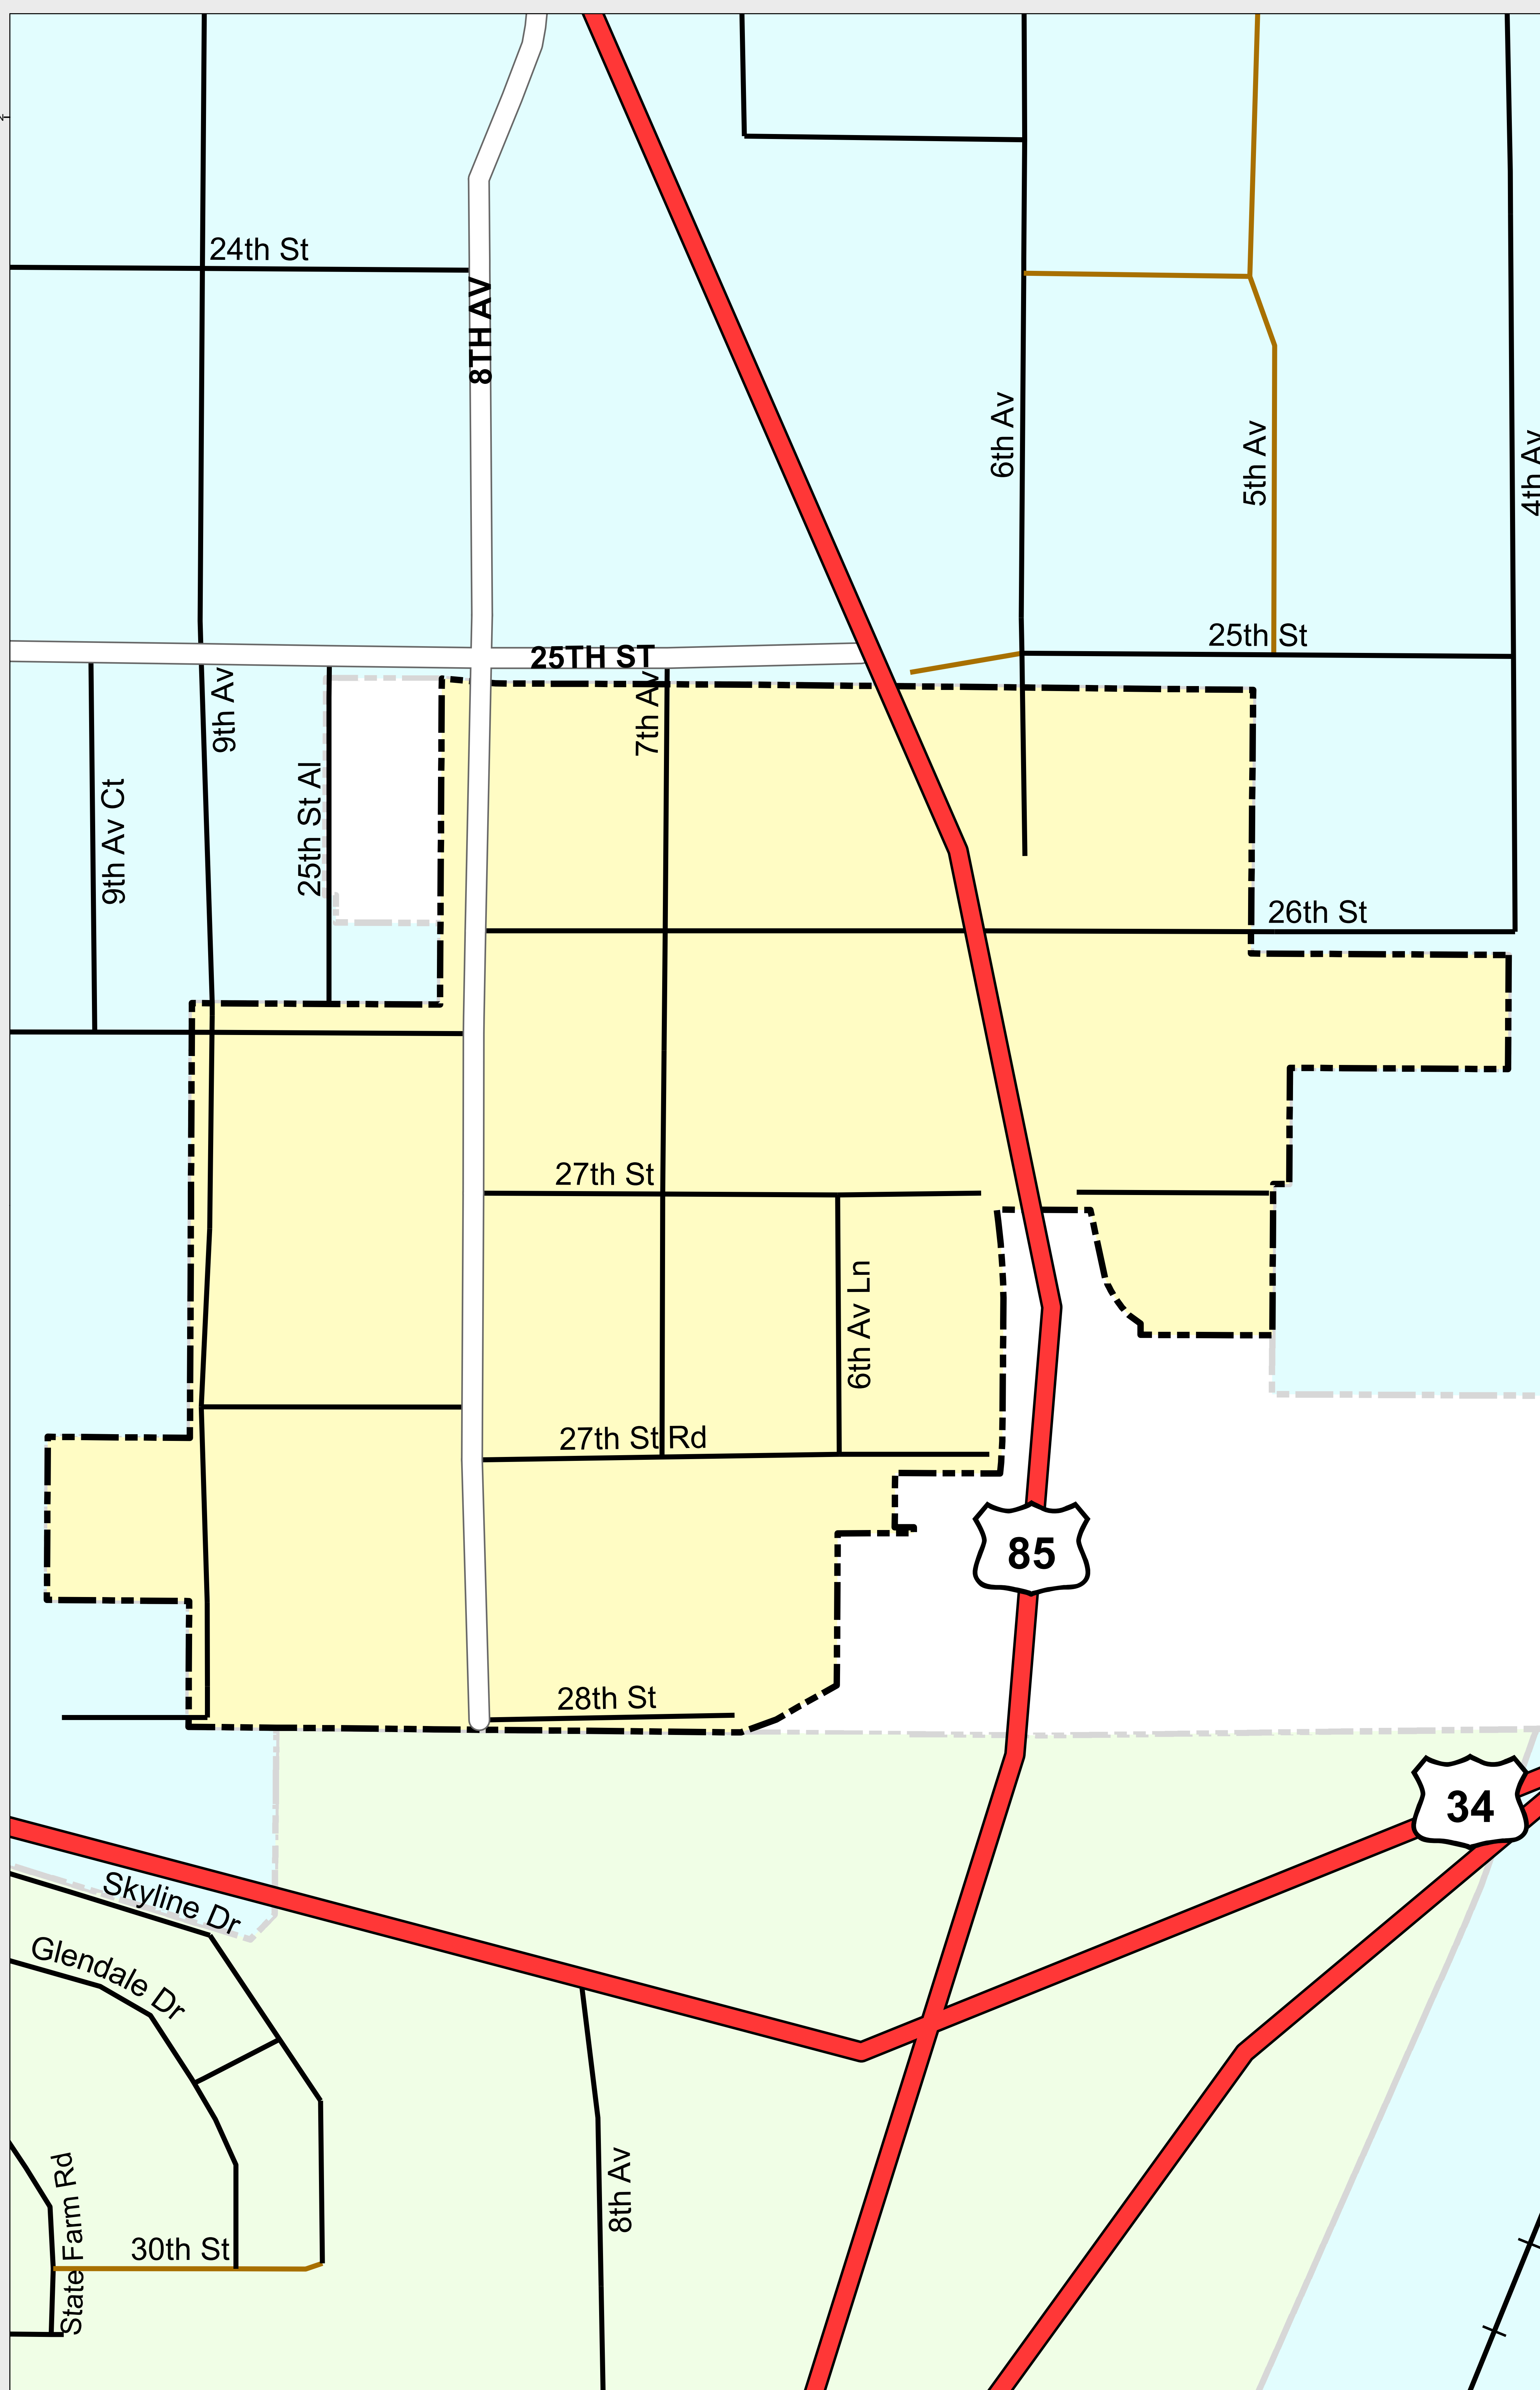 24th St
8TH AV
6th Av
5th Av
4th Av
25th St
25TH ST
9th Av
7th Av
25th St Al
9th Av Ct
26th St
27th St
6th Av Ln
27th St Rd
85
28th St
34
Skyline Dr
Glendale Dr
8th Av
State Farm Rd
30th St